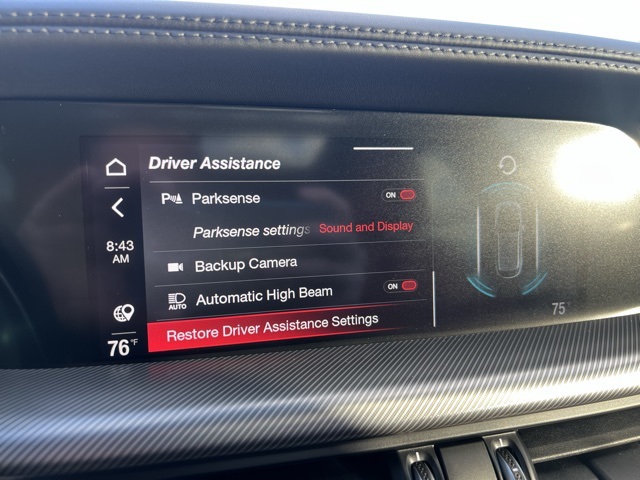 Driver Assistance
P Parksense ON
Parksense settings Sound and Display
8:43
AM
Backup Camera
AUTO Automatic High Beam ON
Restore Driver Assistance Settings
76°F
75°